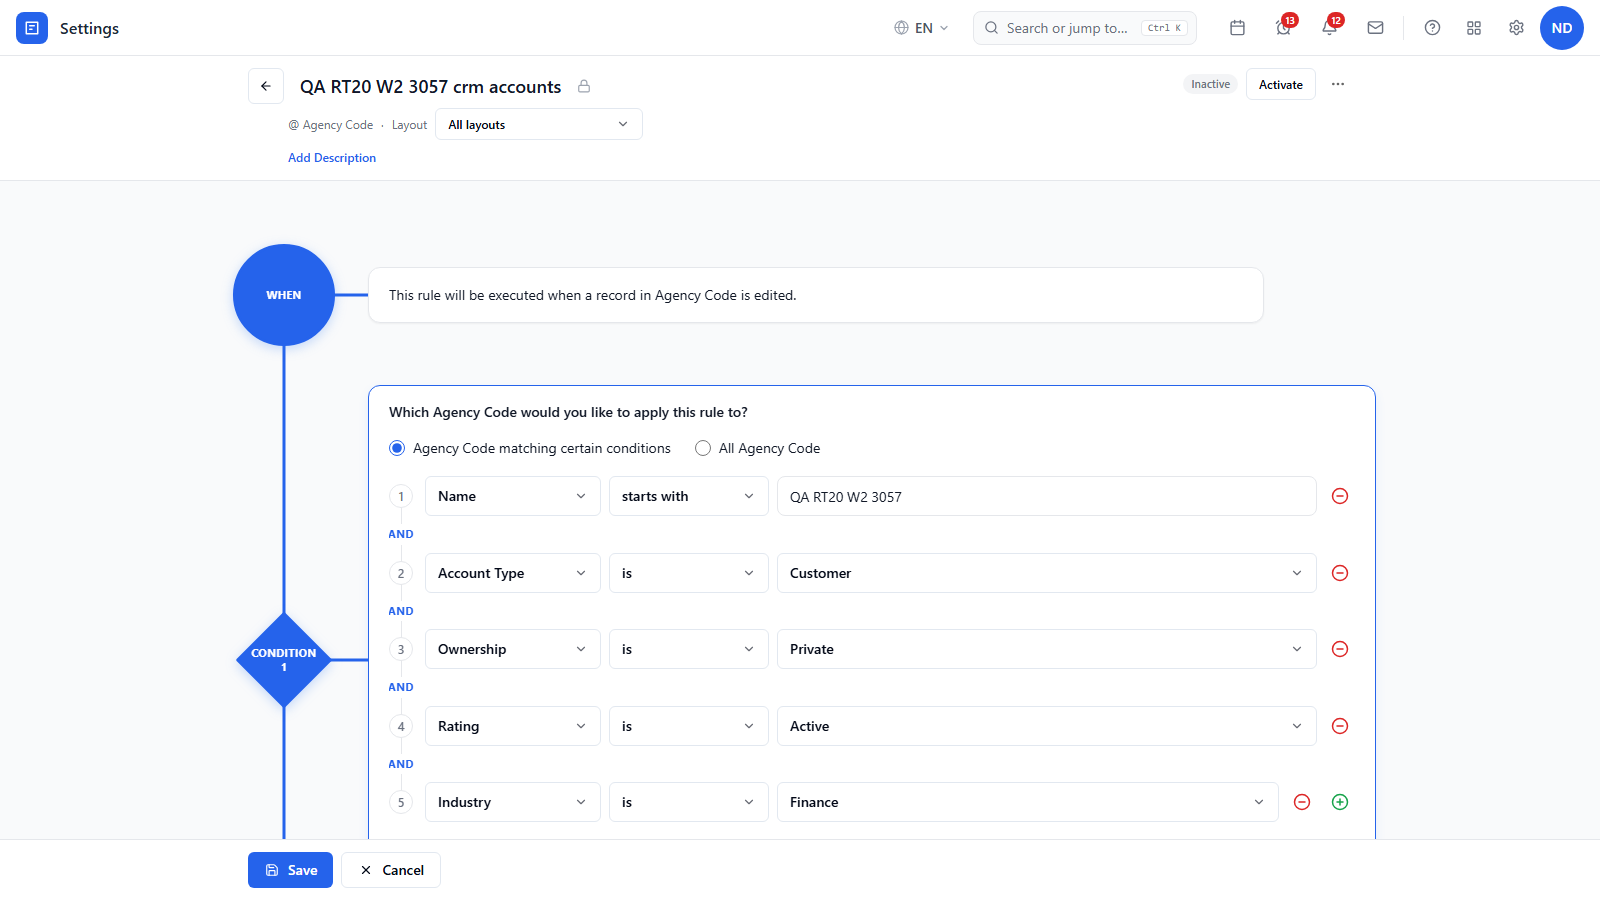 Settings
EN
Search or jump to...
Ctrl K
13
12
ND
QA RT20 W2 3057 crm accounts
Inactive
Activate
@ Agency Code · Layout
All layouts
Add Description
WHEN
This rule will be executed when a record in Agency Code is edited.
Which Agency Code would you like to apply this rule to?
Agency Code matching certain conditions
All Agency Code
1 Name starts with QA RT20 W2 3057
AND
2 Account Type is Customer
AND
3 Ownership is Private
CONDITION
1
AND
4 Rating is Active
AND
5 Industry is Finance
Save
Cancel